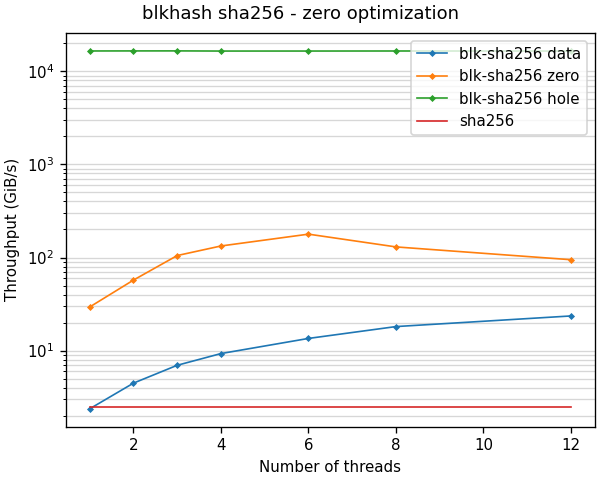 blkhash sha256 - zero optimization
blk-sha256 data
blk-sha256 zero
blk-sha256 hole
sha256
Throughput (GiB/s)
10⁴
10³
10²
10¹
2 4 6 8 10 12
Number of threads